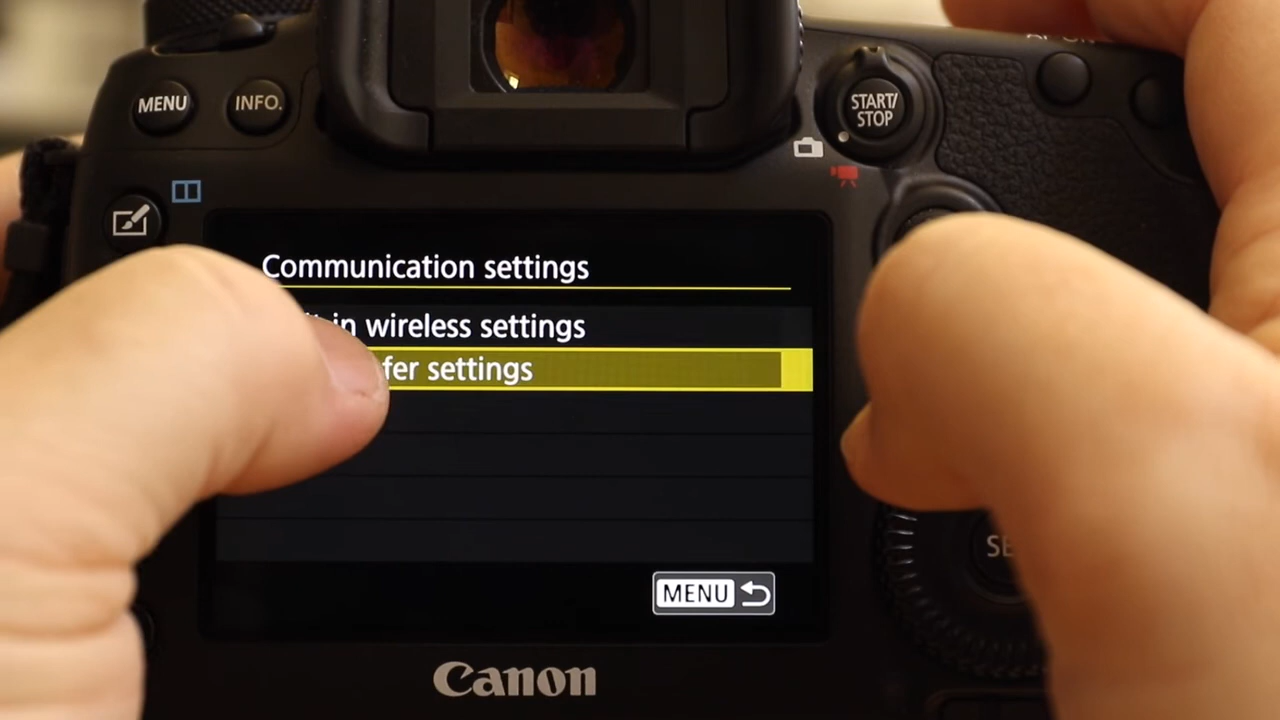 MENU
INFO.
START/
STOP
Communication settings
in wireless settings
fer settings
MENU
Canon